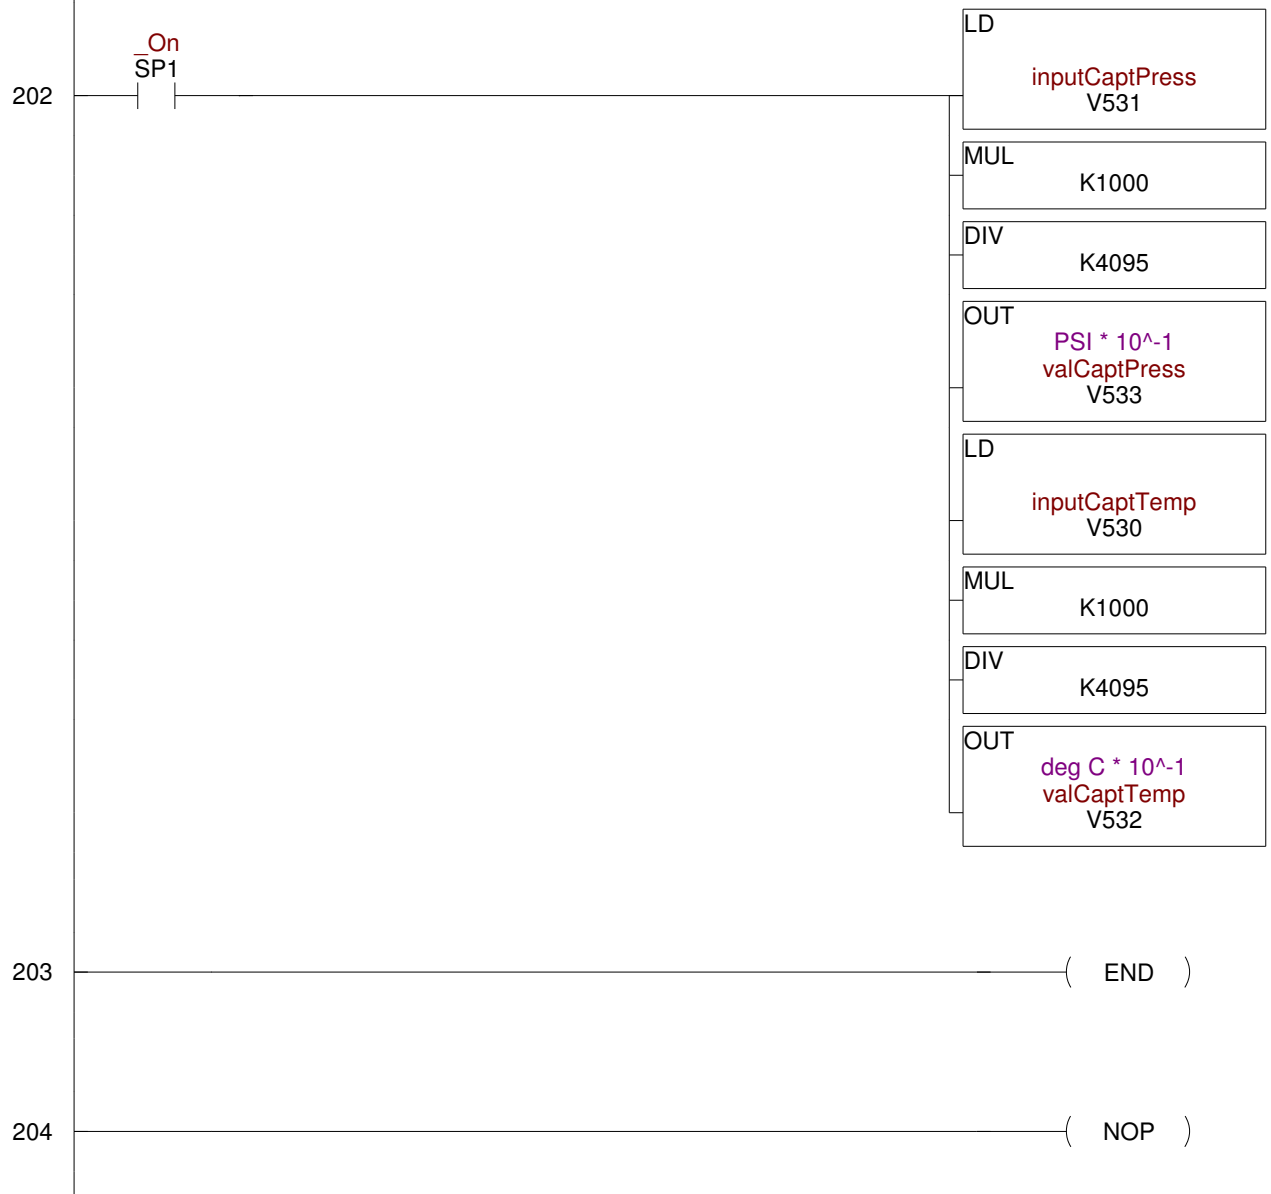 _On
SP1
202
LD
inputCaptPress
V531
MUL
K1000
DIV
K4095
OUT
PSI * 10^-1
valCaptPress
V533
LD
inputCaptTemp
V530
MUL
K1000
DIV
K4095
OUT
deg C * 10^-1
valCaptTemp
V532
203
( END )
204
( NOP )